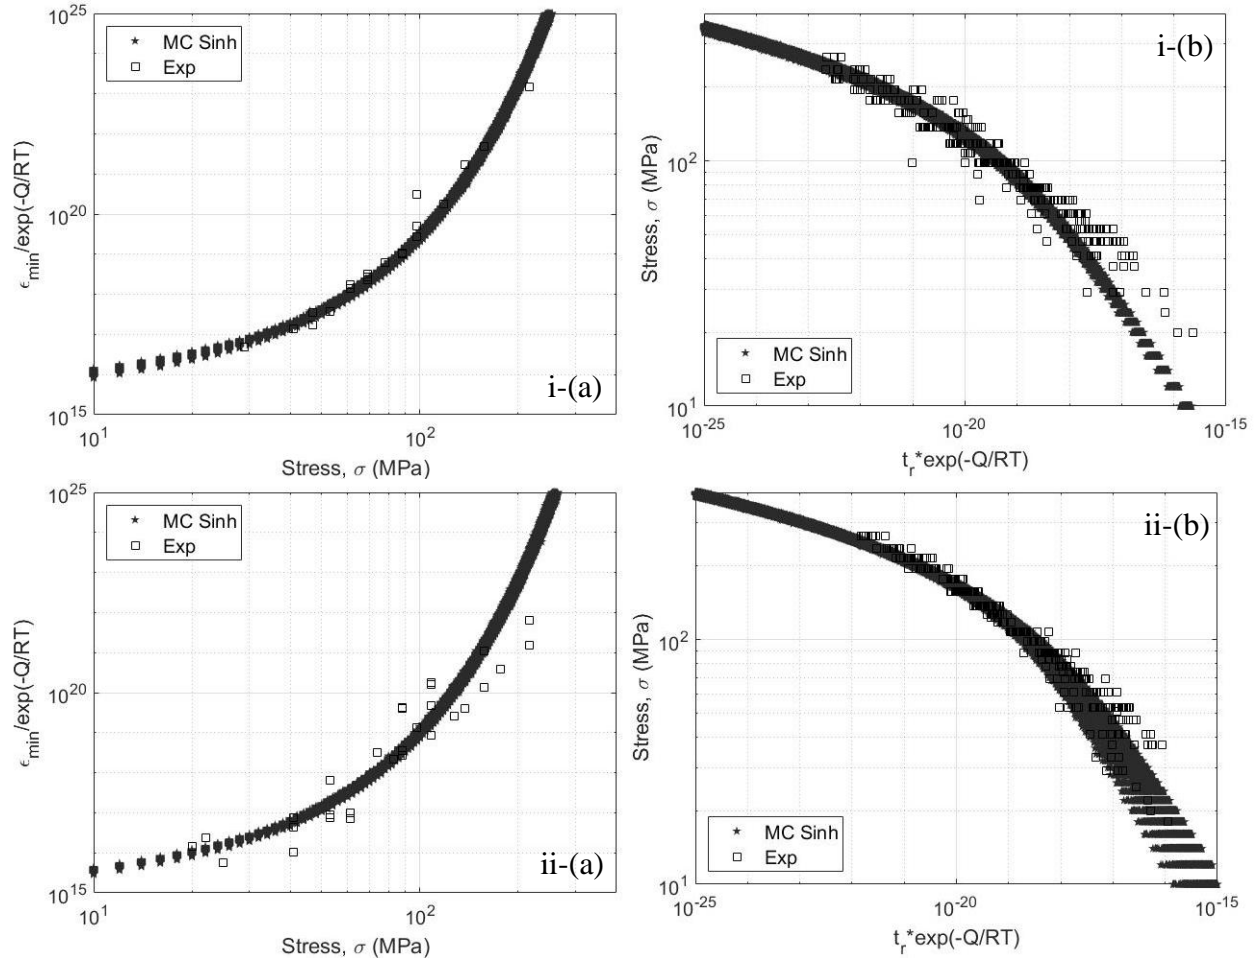 10^25
MC Sinh
Exp
ϵ_min/exp(-Q/RT)
10^20
10^15
i-(a)
10^1
10^2
Stress, σ (MPa)
i-(b)
Stress, σ (MPa)
10^2
MC Sinh
Exp
10^1
10^-25
10^-20
10^-15
t_r*exp(-Q/RT)
10^25
MC Sinh
Exp
ϵ_min/exp(-Q/RT)
10^20
10^15
ii-(a)
10^1
10^2
Stress, σ (MPa)
ii-(b)
Stress, σ (MPa)
10^2
MC Sinh
Exp
10^1
10^-25
10^-20
10^-15
t_r*exp(-Q/RT)